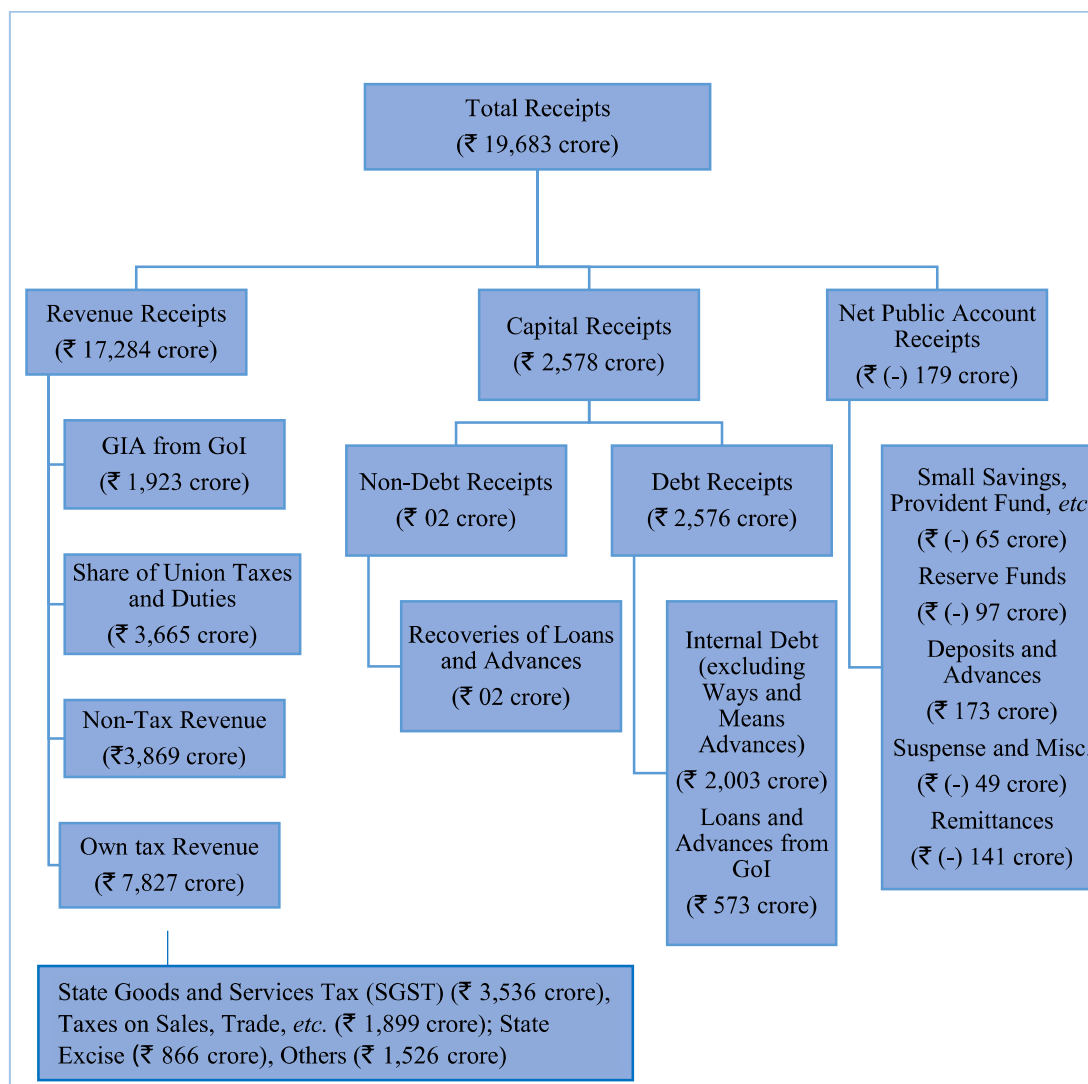 Total Receipts
(₹ 19,683 crore)
Revenue Receipts
(₹ 17,284 crore)
GIA from GoI
(₹ 1,923 crore)
Share of Union Taxes
and Duties
(₹ 3,665 crore)
Non-Tax Revenue
(₹3,869 crore)
Own tax Revenue
(₹ 7,827 crore)
State Goods and Services Tax (SGST) (₹ 3,536 crore),
Taxes on Sales, Trade, etc. (₹ 1,899 crore); State
Excise (₹ 866 crore), Others (₹ 1,526 crore)
Capital Receipts
(₹ 2,578 crore)
Non-Debt Receipts
(₹ 02 crore)
Recoveries of Loans
and Advances
(₹ 02 crore)
Debt Receipts
(₹ 2,576 crore)
Internal Debt
(excluding
Ways and
Means
Advances)
(₹ 2,003 crore)
Loans and
Advances from
GoI
(₹ 573 crore)
Net Public Account
Receipts
(₹ (-) 179 crore)
Small Savings,
Provident Fund, etc
(₹ (-) 65 crore)
Reserve Funds
(₹ (-) 97 crore)
Deposits and
Advances
(₹ 173 crore)
Suspense and Misc.
(₹ (-) 49 crore)
Remittances
(₹ (-) 141 crore)